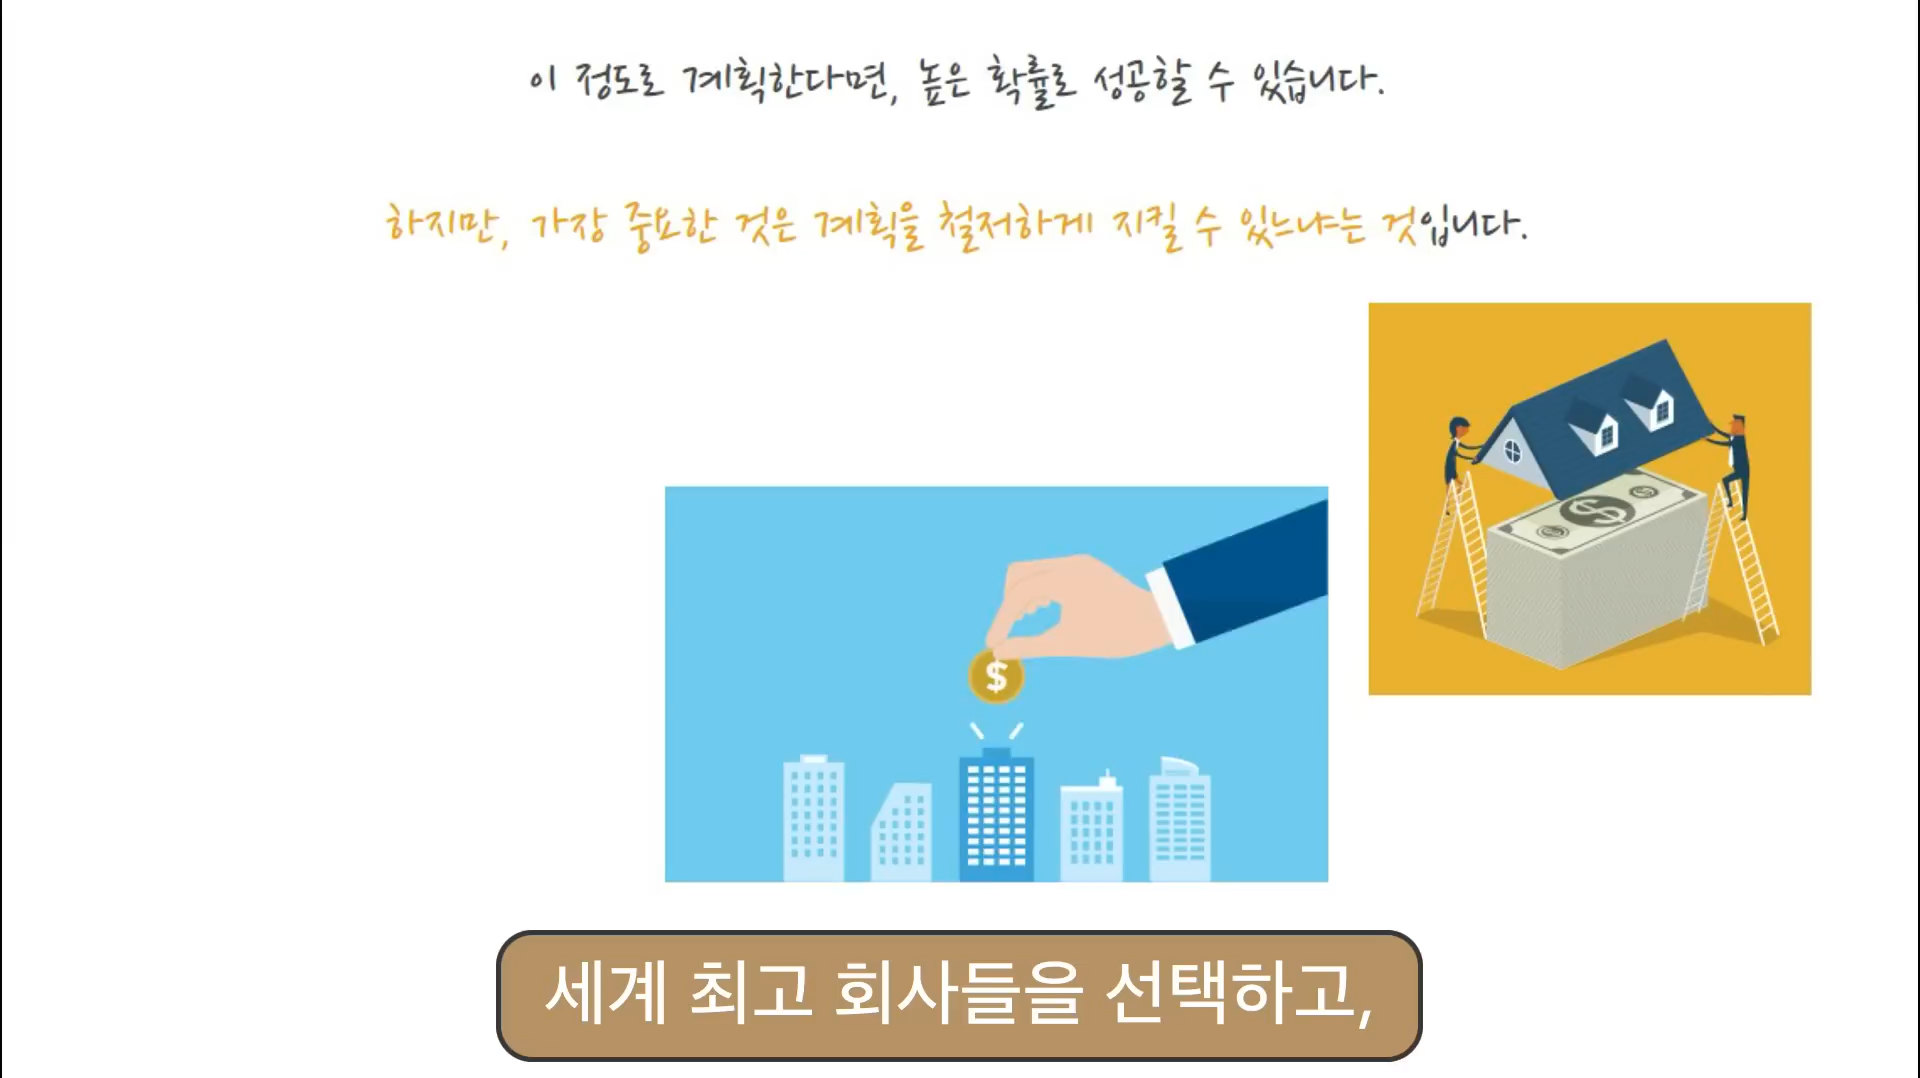 이 정도로 계획한다면, 높은 확률로 성공할 수 있습니다.
하지만, 가장 중요한 것은 계획을 철저하게 지킬 수 있느냐는 것입니다.
$
세계 최고 회사들을 선택하고,